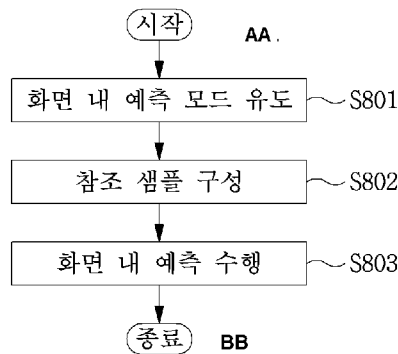 시작 AA .
화면 내 예측 모드 유도 S801
참조 샘플 구성 S802
화면 내 예측 수행 S803
종료 BB